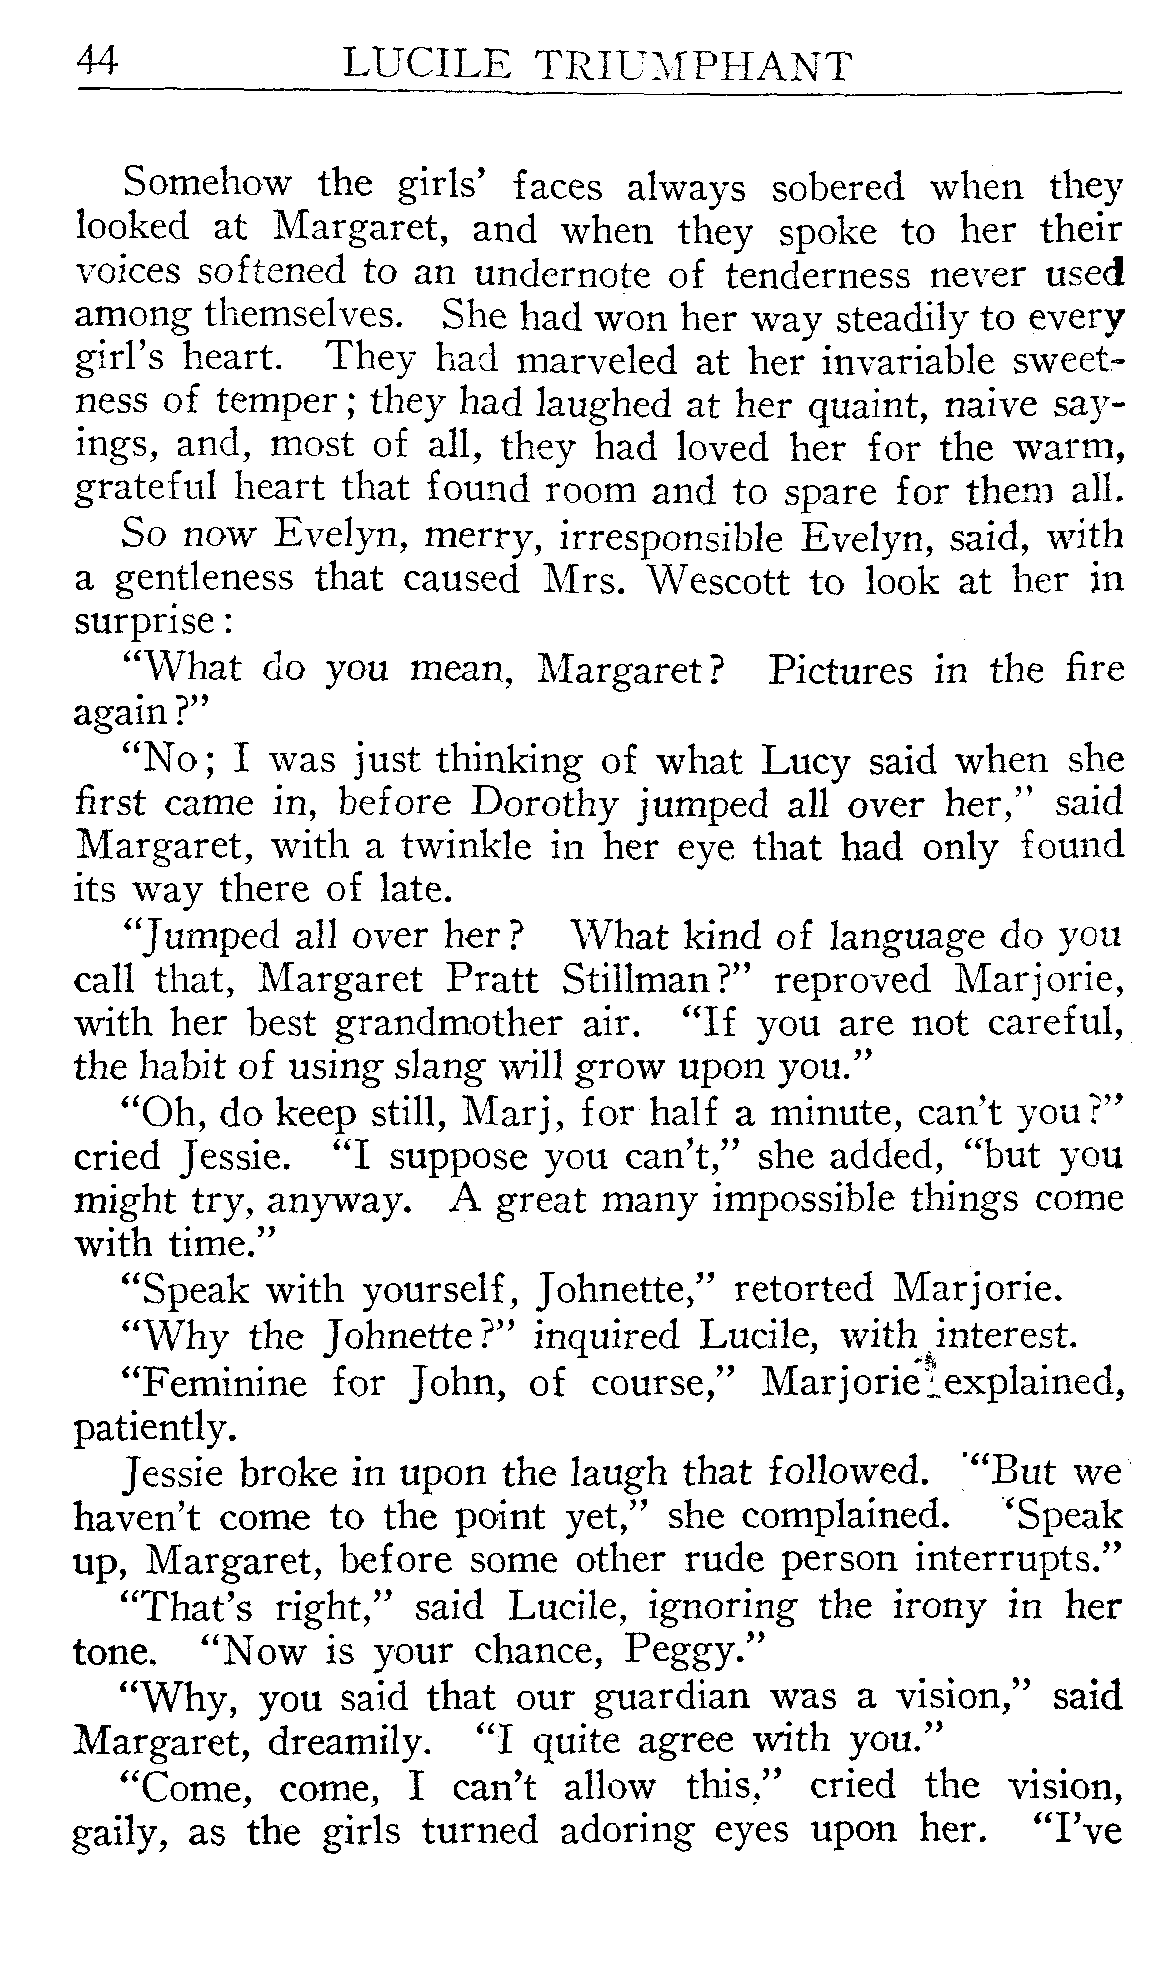 44 LUCILE TRIUMPHANT
Somehow the girls’ faces always sobered when they
looked at Margaret, and when they spoke to her their
voices softened to an undernote of tenderness never used
among themselves. She had won her way steadily to every
girl’s heart. They had marveled at her invariable sweet-
ness of temper; they had laughed at her quaint, naive say-
ings, and, most of all, they had loved her for the warm,
grateful heart that found room and to spare for them all.
So now Evelyn, merry, irresponsible Evelyn, said, with
a gentleness that caused Mrs. Wescott to look at her in
surprise:
“What do you mean, Margaret? Pictures in the fire
again?”
“No; I was just thinking of what Lucy said when she
first came in, before Dorothy jumped all over her,” said
Margaret, with a twinkle in her eye that had only found
its way there of late.
“Jumped all over her? What kind of language do you
call that, Margaret Pratt Stillman?” reproved Marjorie,
with her best grandmother air. “If you are not careful,
the habit of using slang will grow upon you.”
“Oh, do keep still, Marj, for half a minute, can’t you?”
cried Jessie. “I suppose you can’t,” she added, “but you
might try, anyway. A great many impossible things come
with time.”
“Speak with yourself, Johnette,” retorted Marjorie.
“Why the Johnette?” inquired Lucile, with interest.
“Feminine for John, of course,” Marjorie explained,
patiently.
Jessie broke in upon the laugh that followed. “But we
haven’t come to the point yet,” she complained. ‘Speak
up, Margaret, before some other rude person interrupts.”
“That’s right,” said Lucile, ignoring the irony in her
tone. “Now is your chance, Peggy.”
“Why, you said that our guardian was a vision,” said
Margaret, dreamily. “I quite agree with you.”
“Come, come, I can’t allow this,” cried the vision,
gaily, as the girls turned adoring eyes upon her. “I’ve